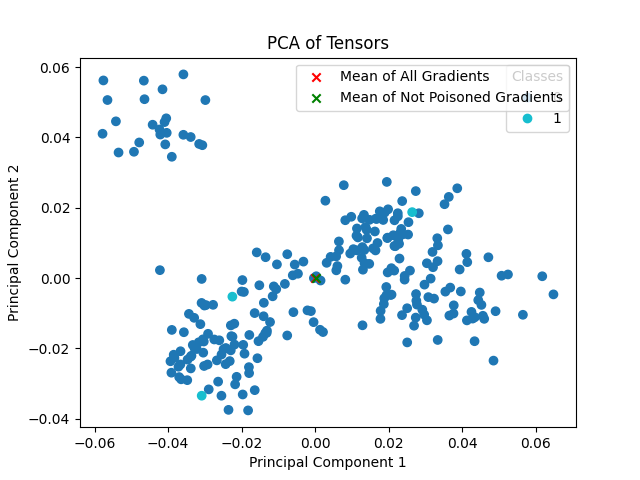 PCA of Tensors
Mean of All Gradients
Mean of Not Poisoned Gradients
Classes
1
Principal Component 2
0.06
0.04
0.02
0.00
−0.02
−0.04
−0.06
−0.04
−0.02
0.00
0.02
0.04
0.06
Principal Component 1